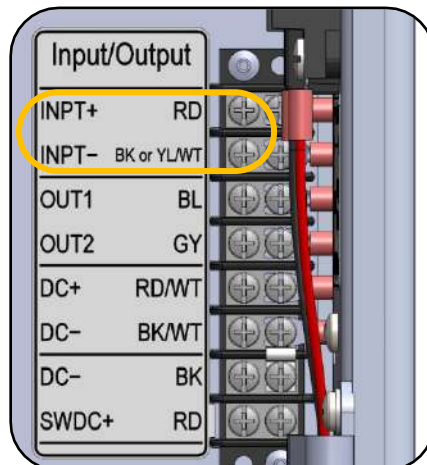 Input/Output
INPT+ RD
INPT– BK or YL/WT
OUT1 BL
OUT2 GY
DC+ RD/WT
DC– BK/WT
DC– BK
SWDC+ RD